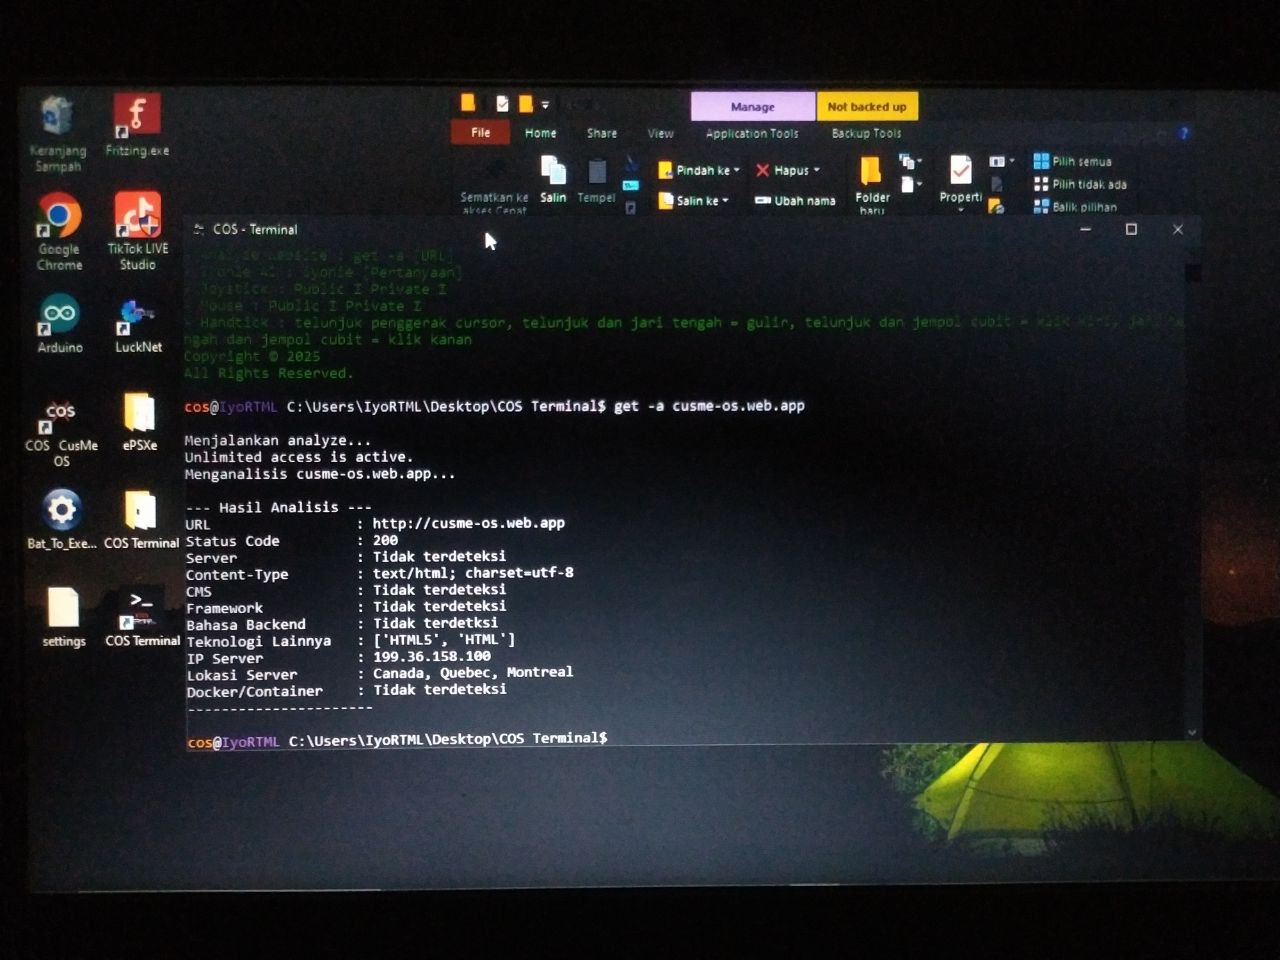 Manage
Not backed up
File
Home
Share
View
Application Tools
Backup Tools
Sematkan ke akses Cepat
Salin
Tempel
Pindah ke
Salin ke
Hapus
Ubah nama
Folder baru
Properti
Pilih semua
Pilih tidak ada
Balik pilihan
Keranjang Sampah
Fritzing.exe
Google Chrome
TikTok LIVE Studio
Arduino
LuckNet
COS CusMe OS
ePSXe
Bat_To_Exe...
COS Terminal
settings
COS Terminal
COS - Terminal
Website : get -a [URL]
AI : iyonie [Pertanyaan]
- Joystick : Public I Private I
- Mouse : Public I Private I
- Handtick : telunjuk penggerak cursor, telunjuk dan jari tengah = gulir, telunjuk dan jempol cubit = klik kiri,
ngah dan jempol cubit = klik kanan
Copyright © 2025
All Rights Reserved.
cos@IyoRTML C:\Users\IyoRTML\Desktop\COS Terminal$ get -a cusme-os.web.app
Menjalankan analyze...
Unlimited access is active.
Menganalisis cusme-os.web.app...
--- Hasil Analisis ---
URL : http://cusme-os.web.app
Status Code : 200
Server : Tidak terdeteksi
Content-Type : text/html; charset=utf-8
CMS : Tidak terdeteksi
Framework : Tidak terdeteksi
Bahasa Backend : Tidak terdetksi
Teknologi Lainnya : ['HTML5', 'HTML']
IP Server : 199.36.158.100
Lokasi Server : Canada, Quebec, Montreal
Docker/Container : Tidak terdeteksi
----------------------
cos@IyoRTML C:\Users\IyoRTML\Desktop\COS Terminal$